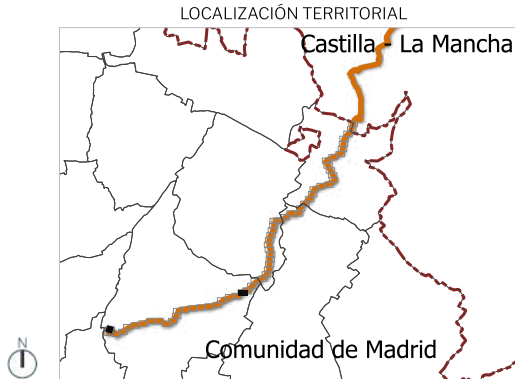 LOCALIZACIÓN TERRITORIAL
Castilla - La Mancha
Comunidad de Madrid
N